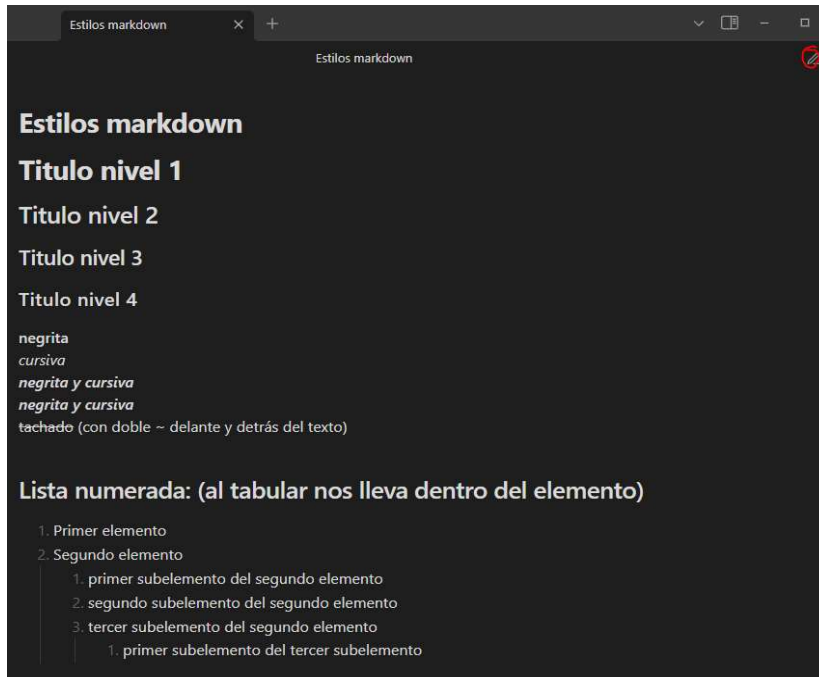 Estilos markdown
Estilos markdown
Estilos markdown
Titulo nivel 1
Titulo nivel 2
Titulo nivel 3
Titulo nivel 4
negrita
cursiva
negrita y cursiva
negrita y cursiva
tachado (con doble ~ delante y detrás del texto)
Lista numerada: (al tabular nos lleva dentro del elemento)
1. Primer elemento
2. Segundo elemento
1. primer subelemento del segundo elemento
2. segundo subelemento del segundo elemento
3. tercer subelemento del segundo elemento
1. primer subelemento del tercer subelemento